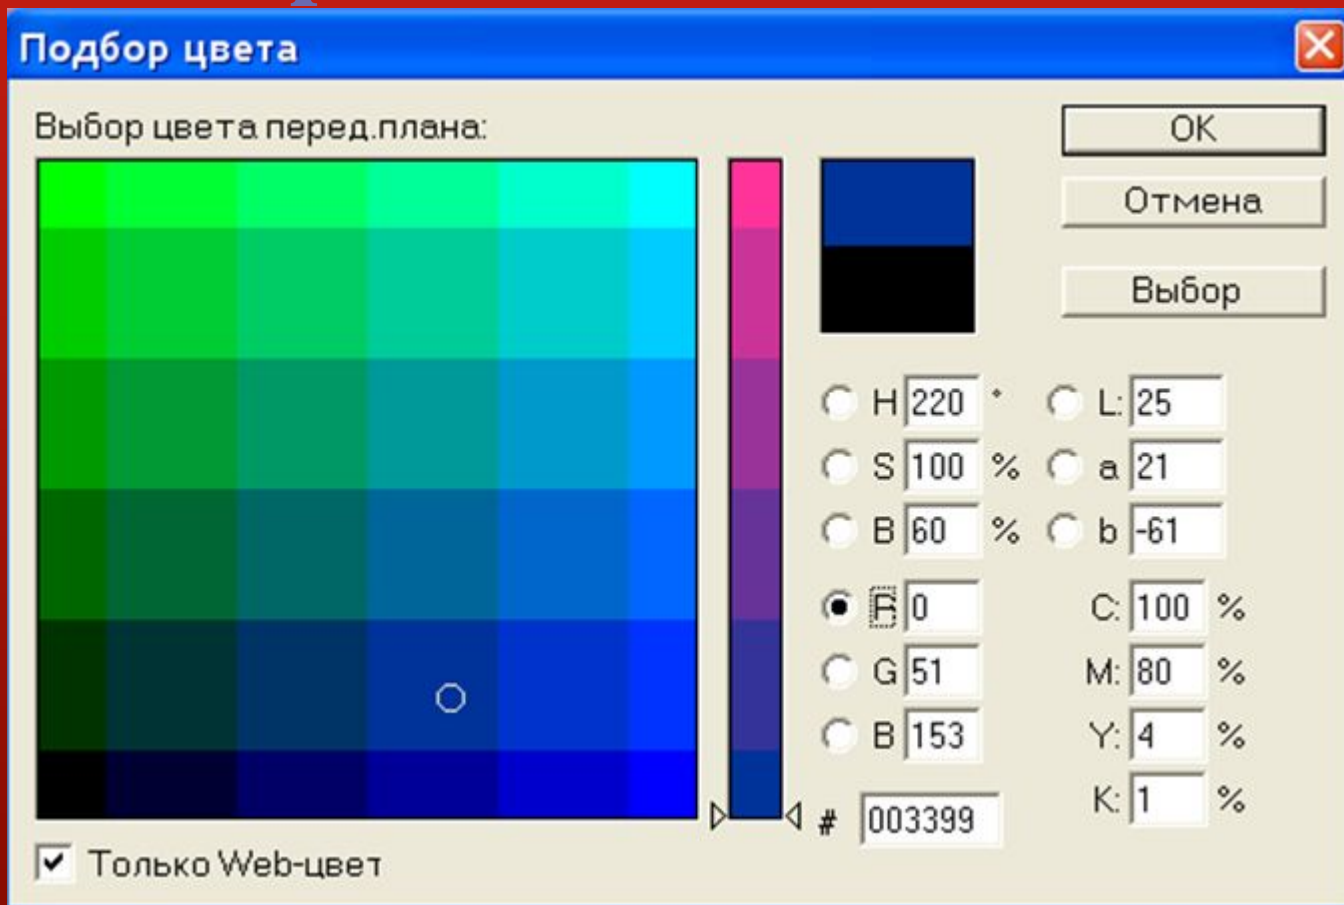 Подбор цвета
Выбор цвета перед.плана:
OK
Отмена
Выбор
H 220 ° L: 25
S 100 % a 21
B 60 % b -61
R 0 C: 100 %
G 51 M: 80 %
B 153 Y: 4 %
K: 1 %
# 003399
Только Web-цвет